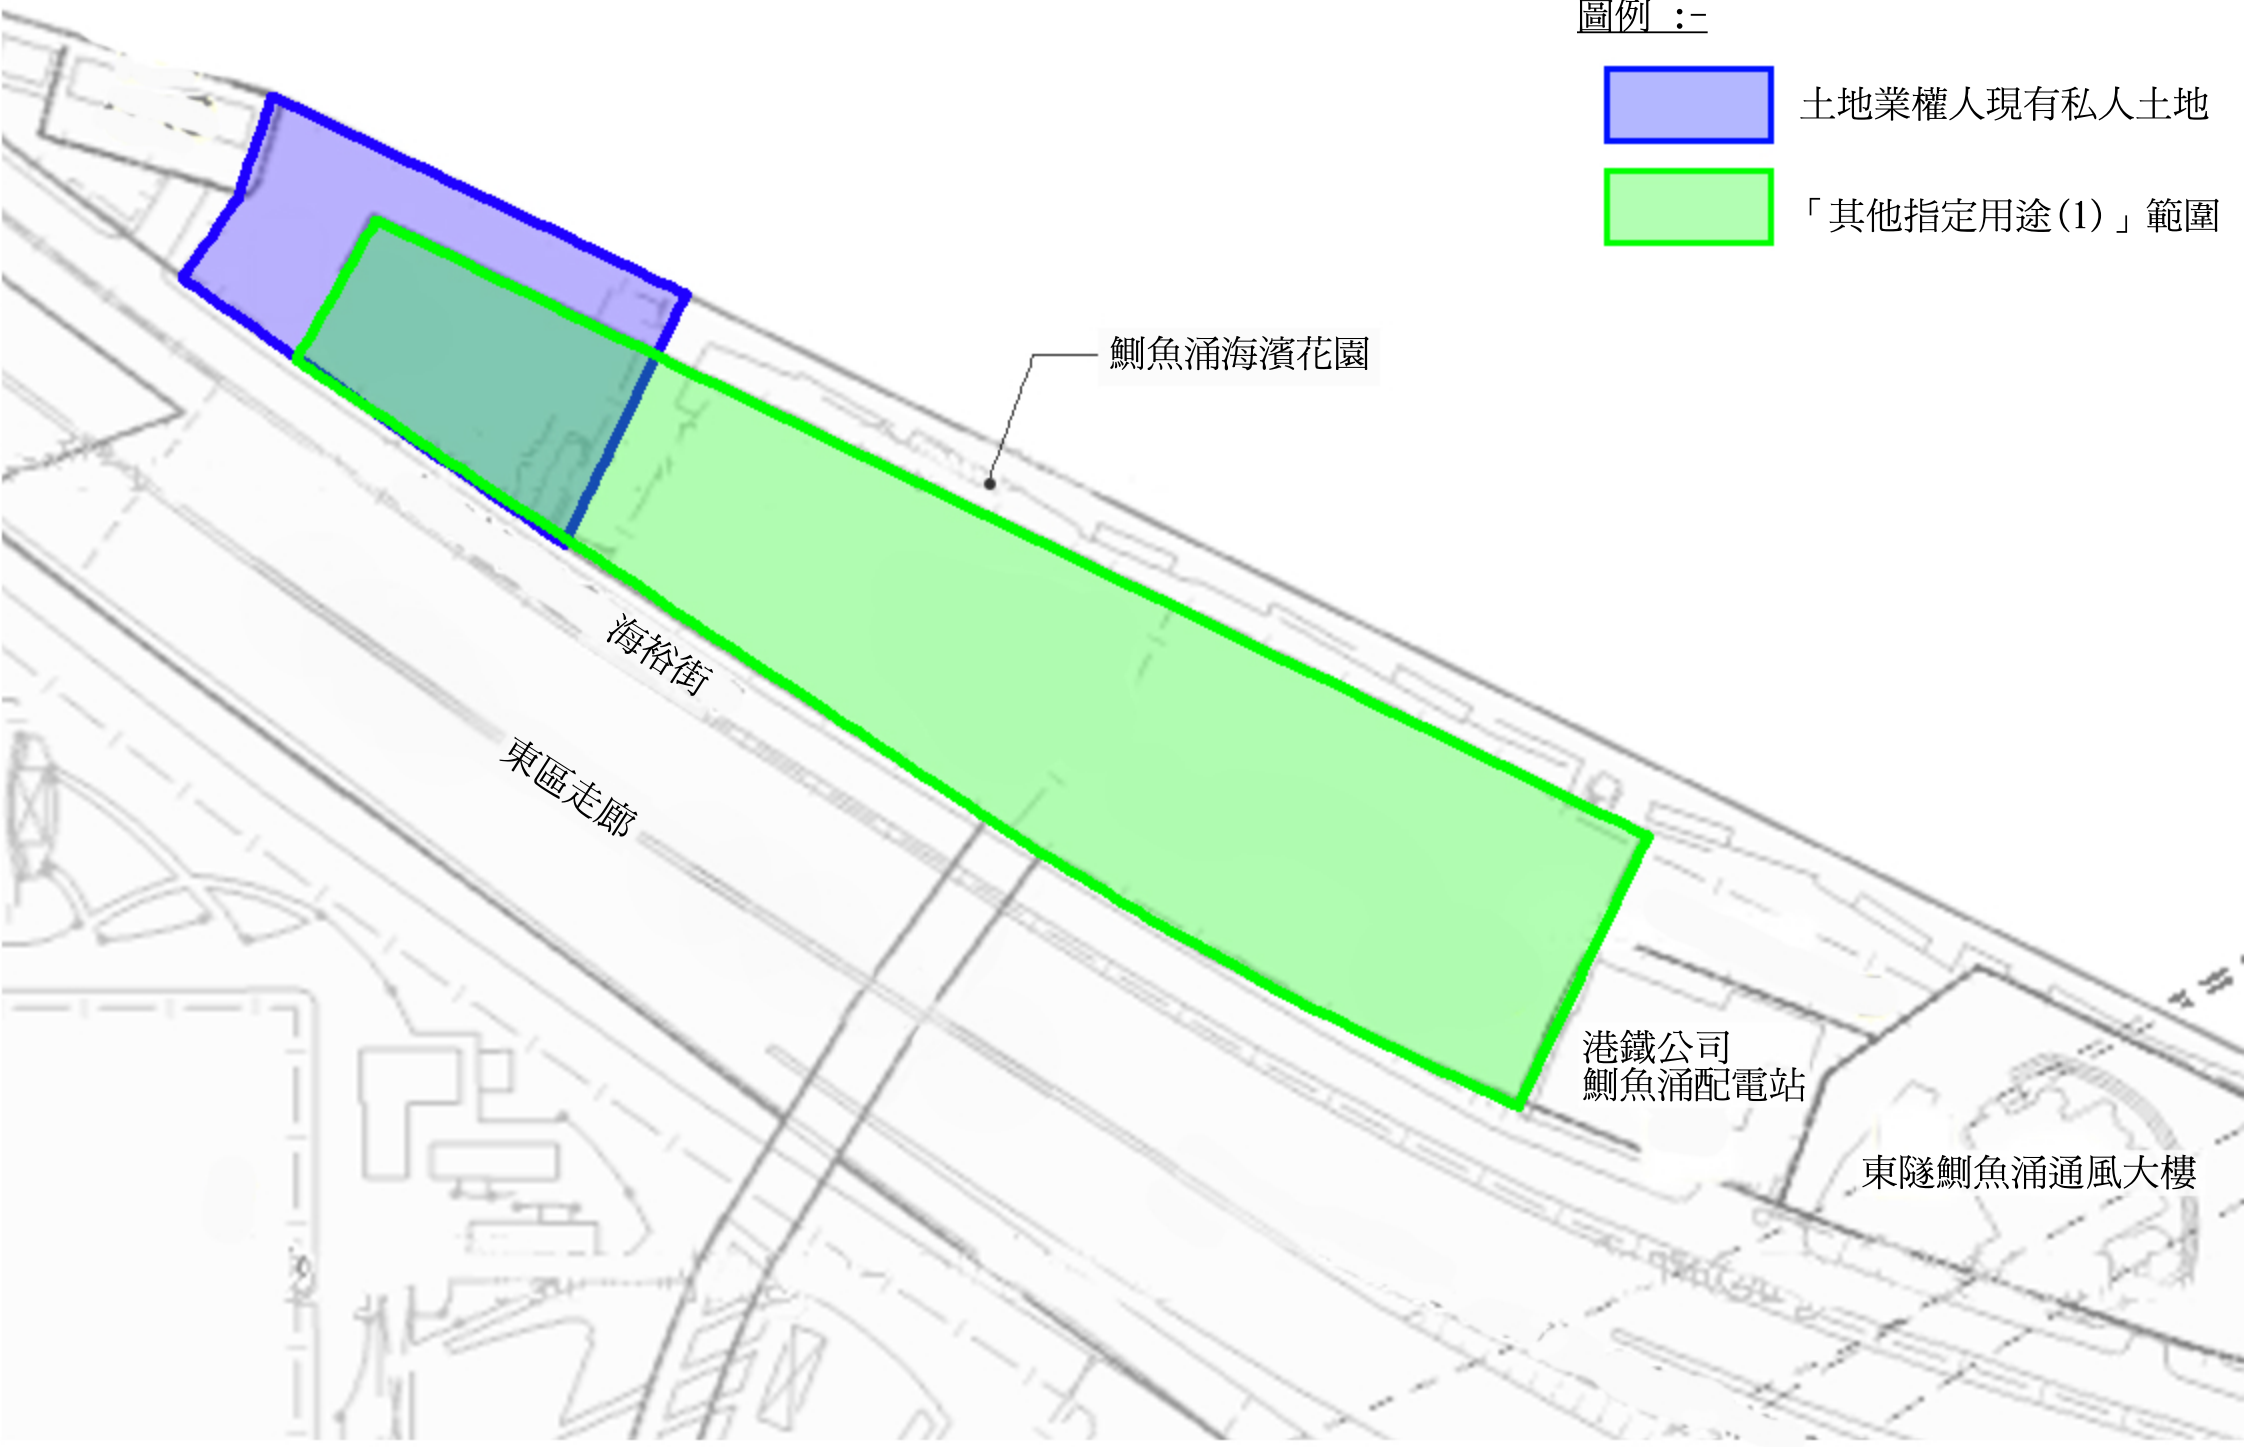 圖例 :-
土地業權人現有私人土地
「其他指定用途(1)」範圍
鰂魚涌海濱花園
海裕街
東區走廊
港鐵公司
鰂魚涌配電站
東隧鰂魚涌通風大樓